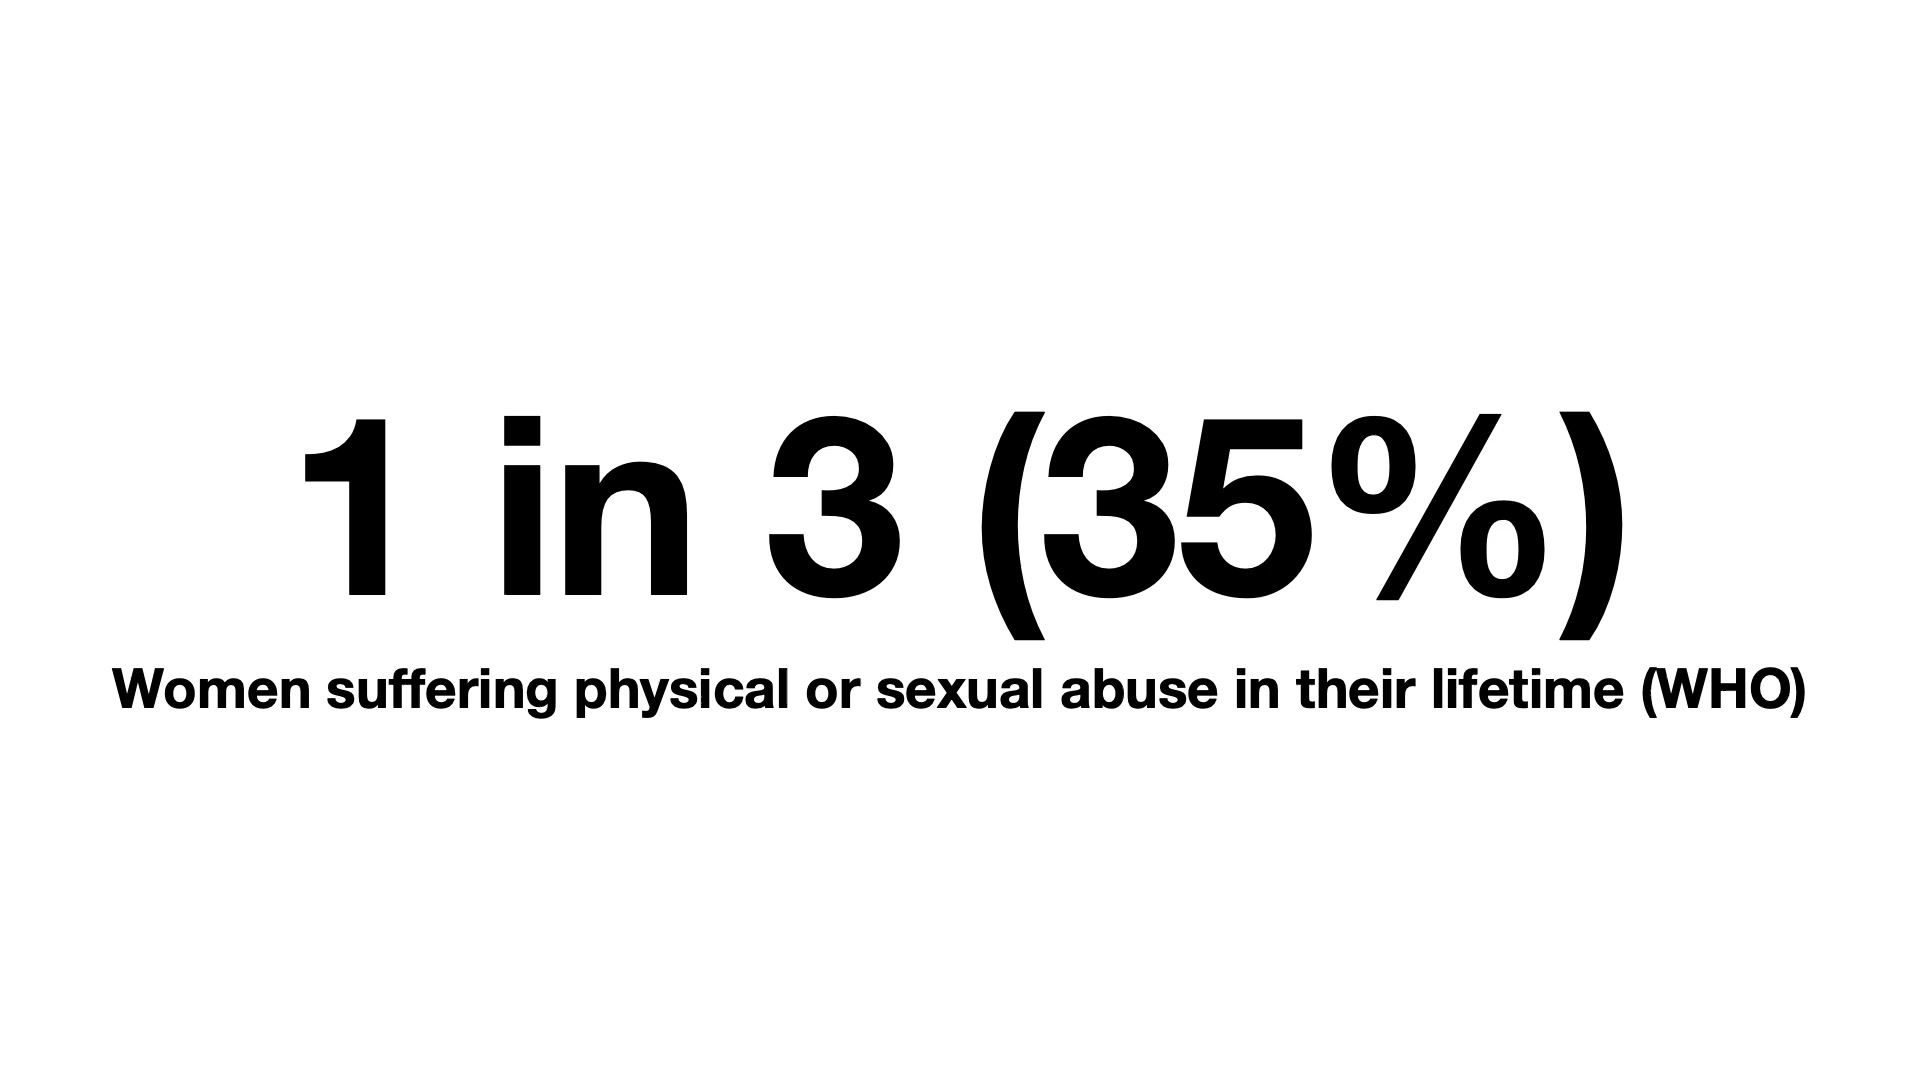 1 in 3 (35%)
Women suffering physical or sexual abuse in their lifetime (WHO)